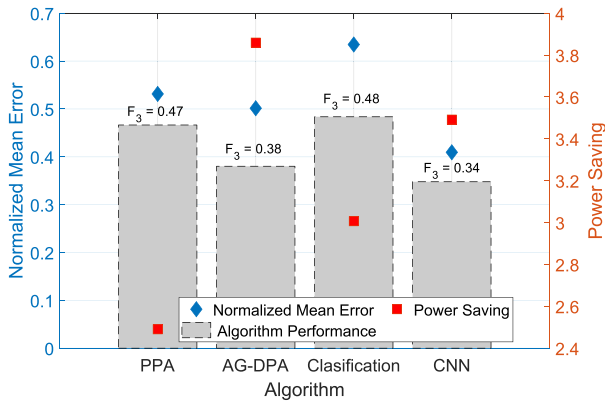 0.7
0.6
0.5
0.4
0.3
0.2
0.1
0
Normalized Mean Error
4
3.8
3.6
3.4
3.2
3
2.8
2.6
2.4
Power Saving
F3 = 0.47
F3 = 0.38
F3 = 0.48
F3 = 0.34
Normalized Mean Error Power Saving
Algorithm Performance
PPA AG-DPA Clasification CNN
Algorithm